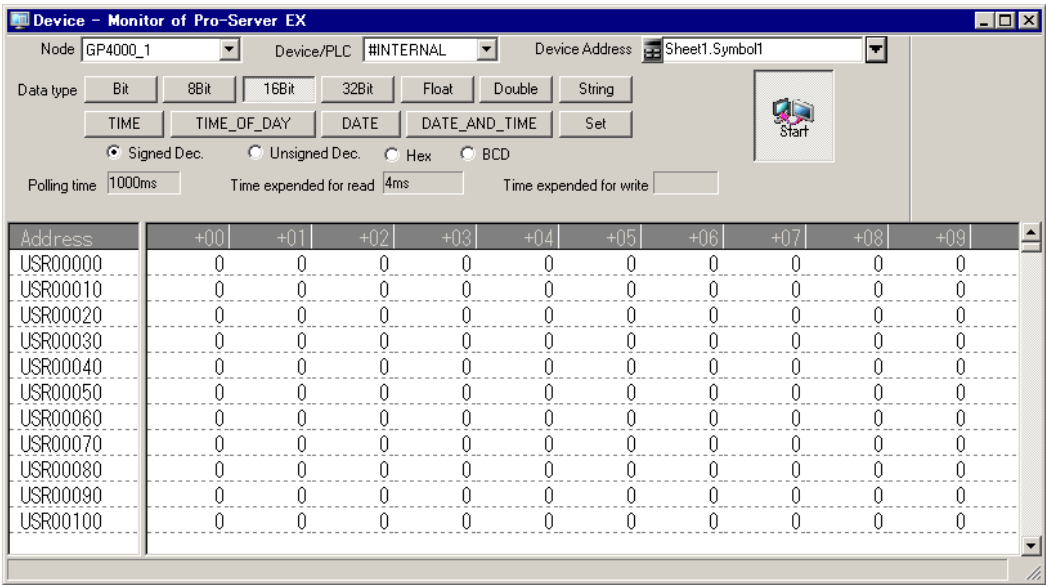 Device - Monitor of Pro-Server EX
Node GP4000_1 Device/PLC #INTERNAL Device Address Sheet1.Symbol1
Data type Bit 8Bit 16Bit 32Bit Float Double String
TIME TIME_OF_DAY DATE DATE_AND_TIME Set
Start
Signed Dec. Unsigned Dec. Hex BCD
Polling time 1000ms Time expended for read 4ms Time expended for write
Address +00 +01 +02 +03 +04 +05 +06 +07 +08 +09
USR00000 0 0 0 0 0 0 0 0 0 0
USR00010 0 0 0 0 0 0 0 0 0 0
USR00020 0 0 0 0 0 0 0 0 0 0
USR00030 0 0 0 0 0 0 0 0 0 0
USR00040 0 0 0 0 0 0 0 0 0 0
USR00050 0 0 0 0 0 0 0 0 0 0
USR00060 0 0 0 0 0 0 0 0 0 0
USR00070 0 0 0 0 0 0 0 0 0 0
USR00080 0 0 0 0 0 0 0 0 0 0
USR00090 0 0 0 0 0 0 0 0 0 0
USR00100 0 0 0 0 0 0 0 0 0 0